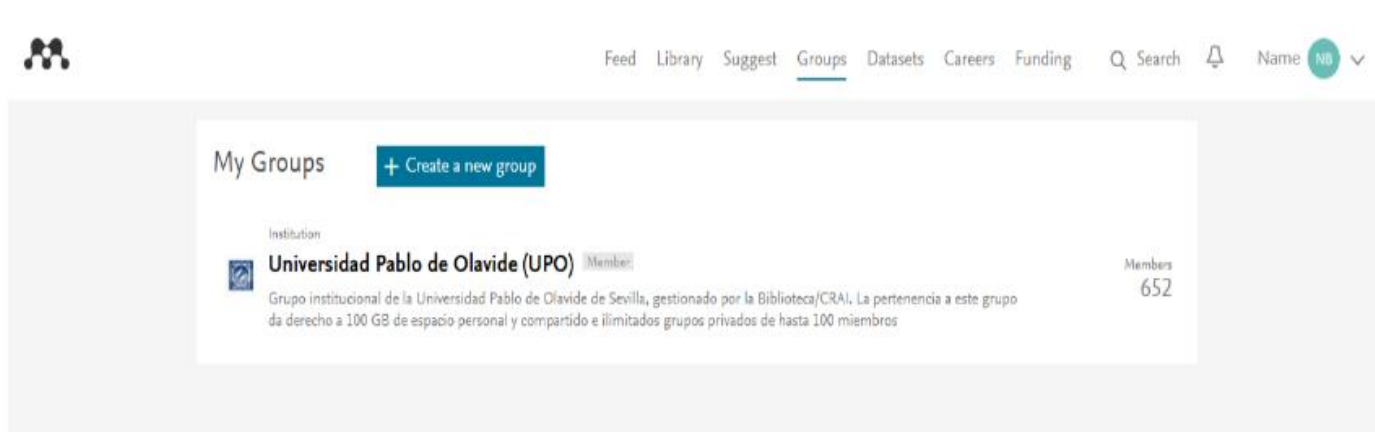 Feed Library Suggest Groups Datasets Careers Funding Search Name NB
My Groups + Create a new group
Institution
Universidad Pablo de Olavide (UPO) Member
Members
652
Grupo institucional de la Universidad Pablo de Olavide de Sevilla, gestionado por la Biblioteca/CRAI. La pertenencia a este grupo
da derecho a 100 GB de espacio personal y compartido e ilimitados grupos privados de hasta 100 miembros